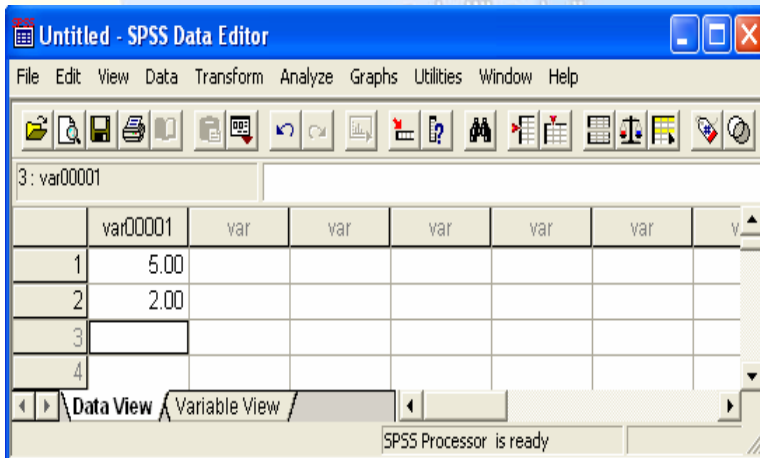 Untitled - SPSS Data Editor
File Edit View Data Transform Analyze Graphs Utilities Window Help
3 : var00001
var00001 var var var var var v
1 5.00
2 2.00
3
4
Data View Variable View
SPSS Processor is ready